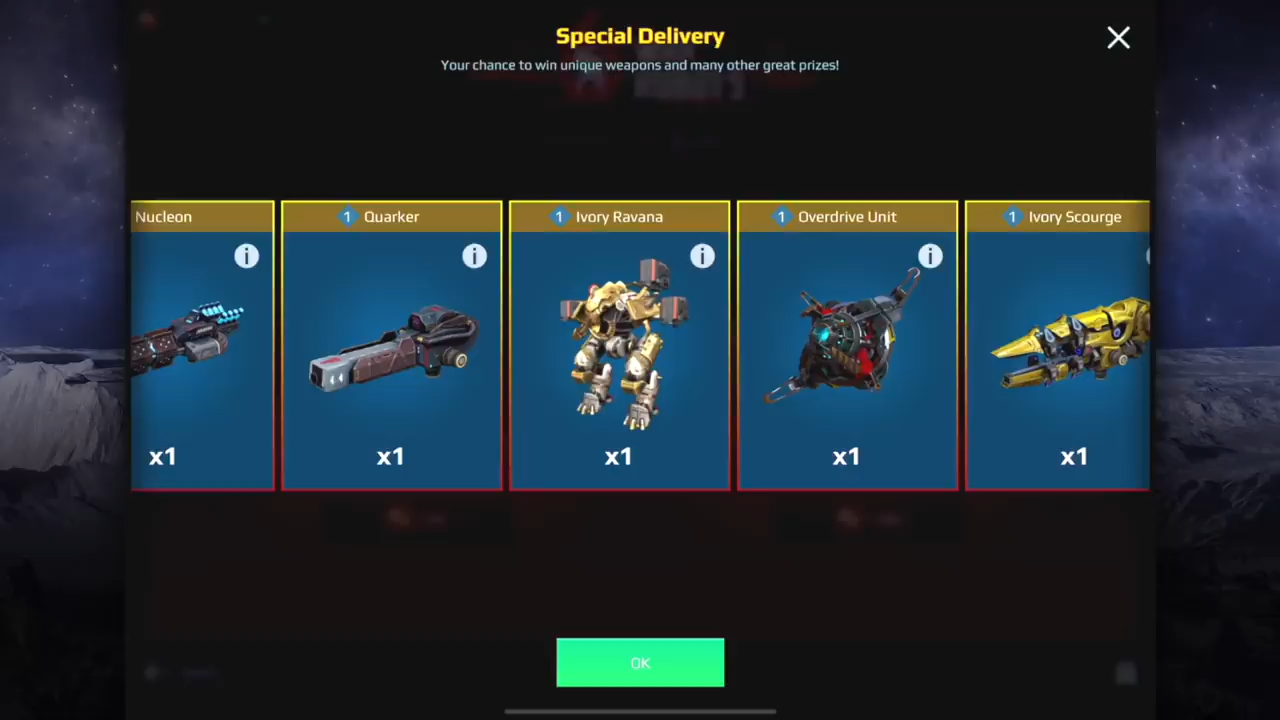 Special Delivery
Your chance to win unique weapons and many other great prizes!
Nucleon
1 Quarker
1 Ivory Ravana
1 Overdrive Unit
1 Ivory Scourge
x1
x1
x1
x1
x1
OK